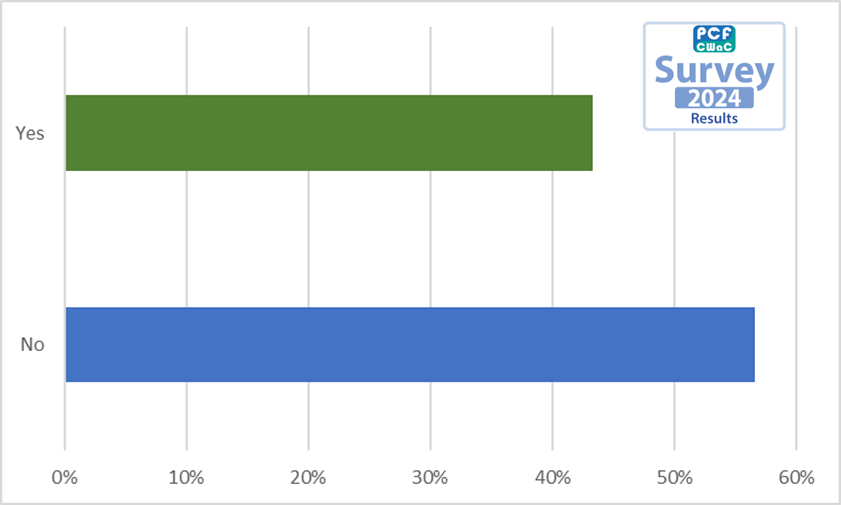 PCF
CWaC
Survey
2024
Results
Yes
No
0%
10%
20%
30%
40%
50%
60%